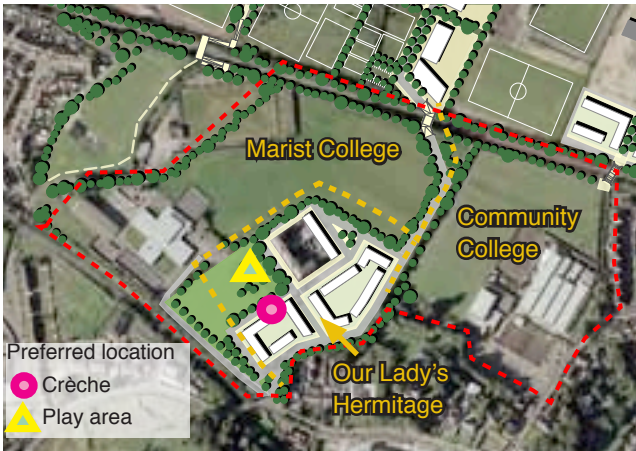 Marist College
Community
College
Our Lady's
Hermitage
Preferred location
Crèche
Play area